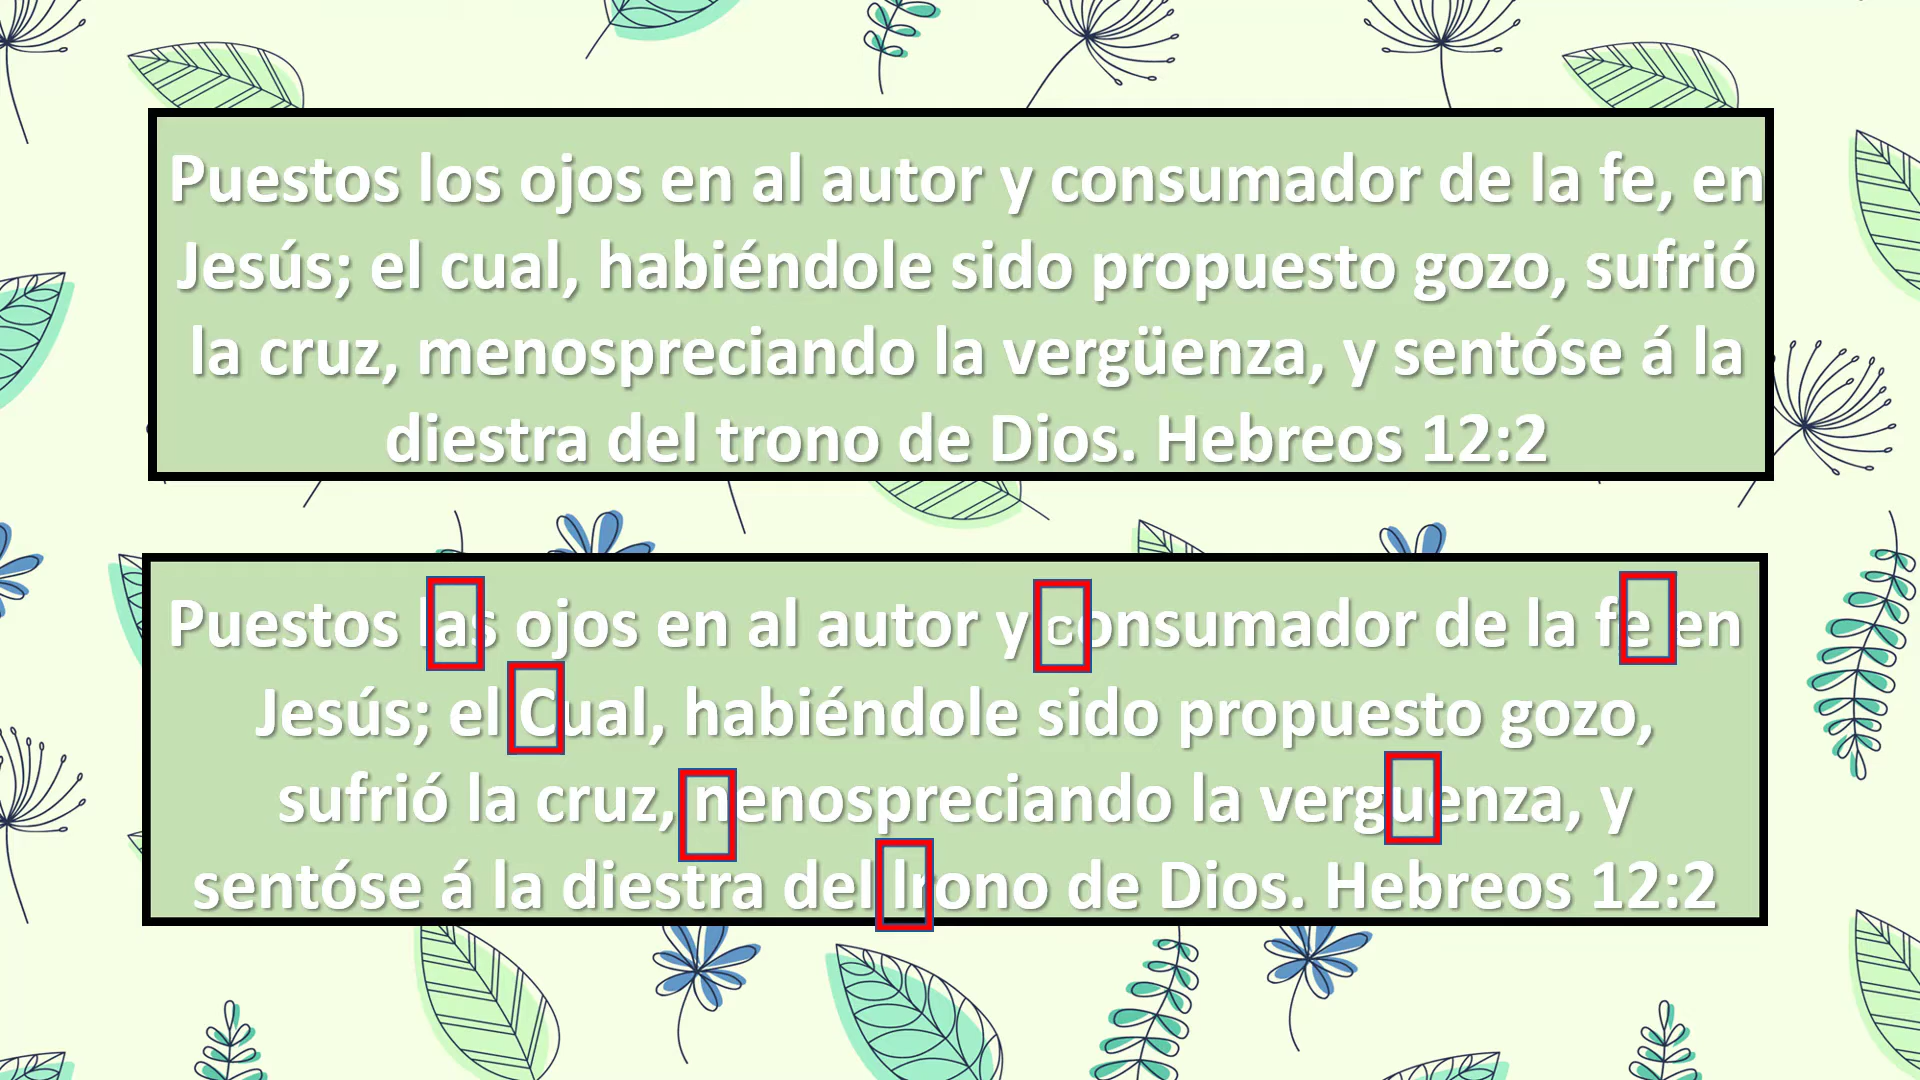 Puestos los ojos en al autor y consumador de la fe, en
Jesús; el cual, habiéndole sido propuesto gozo, sufrió
la cruz, menospreciando la vergüenza, y sentóse á la
diestra del trono de Dios. Hebreos 12:2
Puestos las ojos en al autor y consumador de la fe en
Jesús; el Cual, habiéndole sido propuesto gozo,
sufrió la cruz, nenospreciando la verguenza, y
sentóse á la diestra del lrono de Dios. Hebreos 12:2